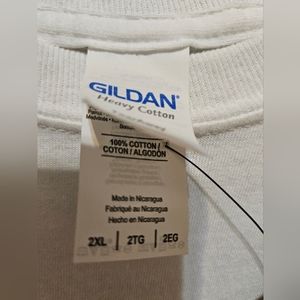 GILDAN®
Heavy Cotton
100% COTTON /
COTON / ALGODÓN
Made in Nicaragua
Fabriqué au Nicaragua
Hecho en Nicaragua
2XL | 2TG | 2EG